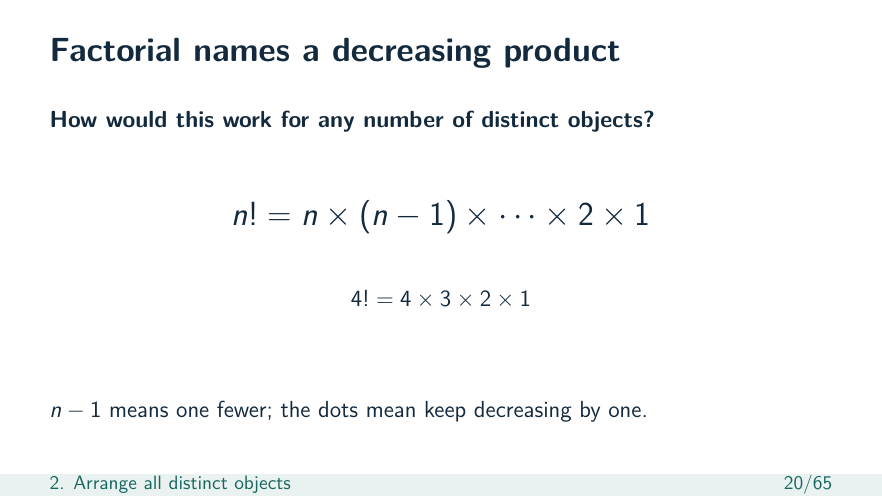 Factorial names a decreasing product
How would this work for any number of distinct objects?
n! = n × (n − 1) × · · · × 2 × 1
4! = 4 × 3 × 2 × 1
n − 1 means one fewer; the dots mean keep decreasing by one.
2. Arrange all distinct objects 20/65